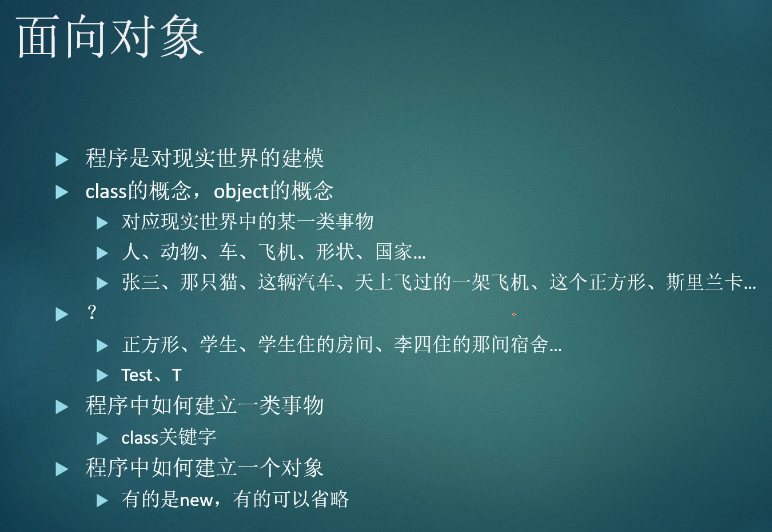 面向对象
程序是对现实世界的建模
class的概念，object的概念
对应现实世界中的某一类事物
人、动物、车、飞机、形状、国家...
张三、那只猫、这辆汽车、天上飞过的一架飞机、这个正方形、斯里兰卡...
？
正方形、学生、学生住的房间、李四住的那间宿舍...
Test、T
程序中如何建立一类事物
class关键字
程序中如何建立一个对象
有的是new，有的可以省略